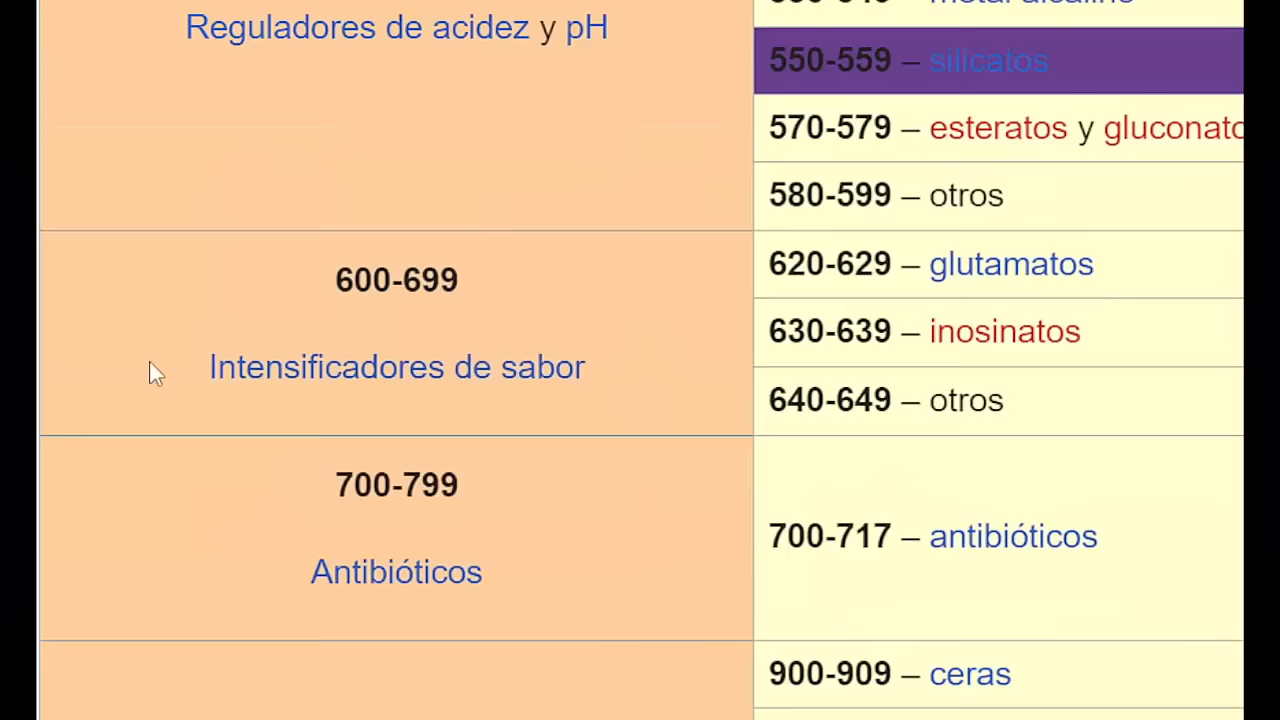 Reguladores de acidez y pH
550-559 – silicatos
570-579 – esteratos y
580-599 – otros
600-699
Intensificadores de sabor
620-629 – glutamatos
630-639 – inosinatos
640-649 – otros
700-799
Antibióticos
700-717 – antibióticos
900-909 – ceras